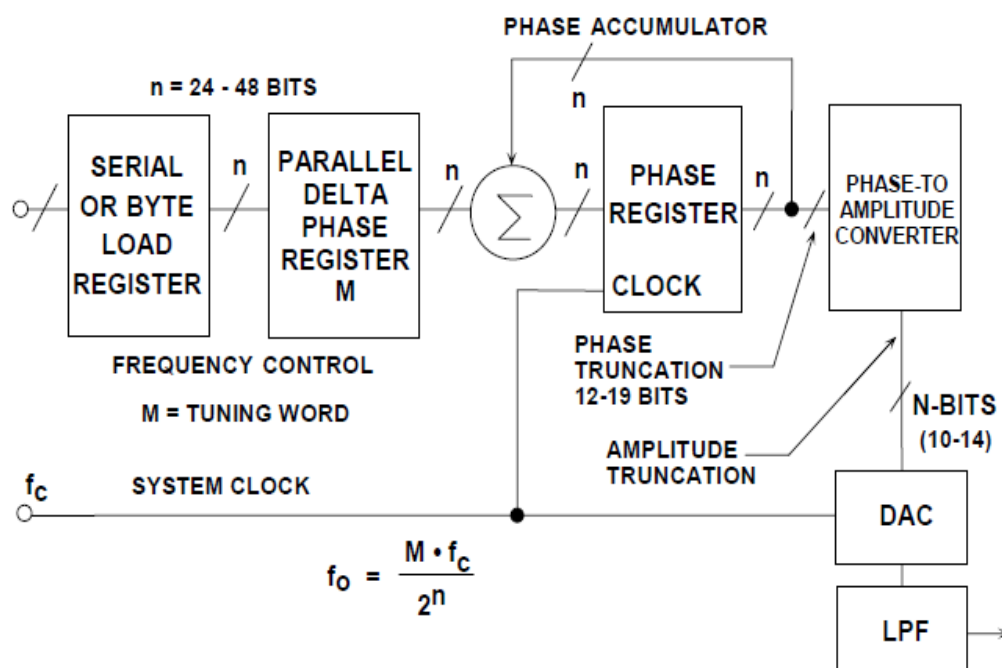 PHASE ACCUMULATOR
n = 24 - 48 BITS
n
SERIAL
OR BYTE
LOAD
REGISTER
n
PARALLEL
DELTA
PHASE
REGISTER
M
n
Σ
n
PHASE
REGISTER
CLOCK
n
PHASE-TO
AMPLITUDE
CONVERTER
FREQUENCY CONTROL
M = TUNING WORD
PHASE
TRUNCATION
12-19 BITS
N-BITS
(10-14)
AMPLITUDE
TRUNCATION
fc
SYSTEM CLOCK
DAC
fo = M • fc
2n
LPF